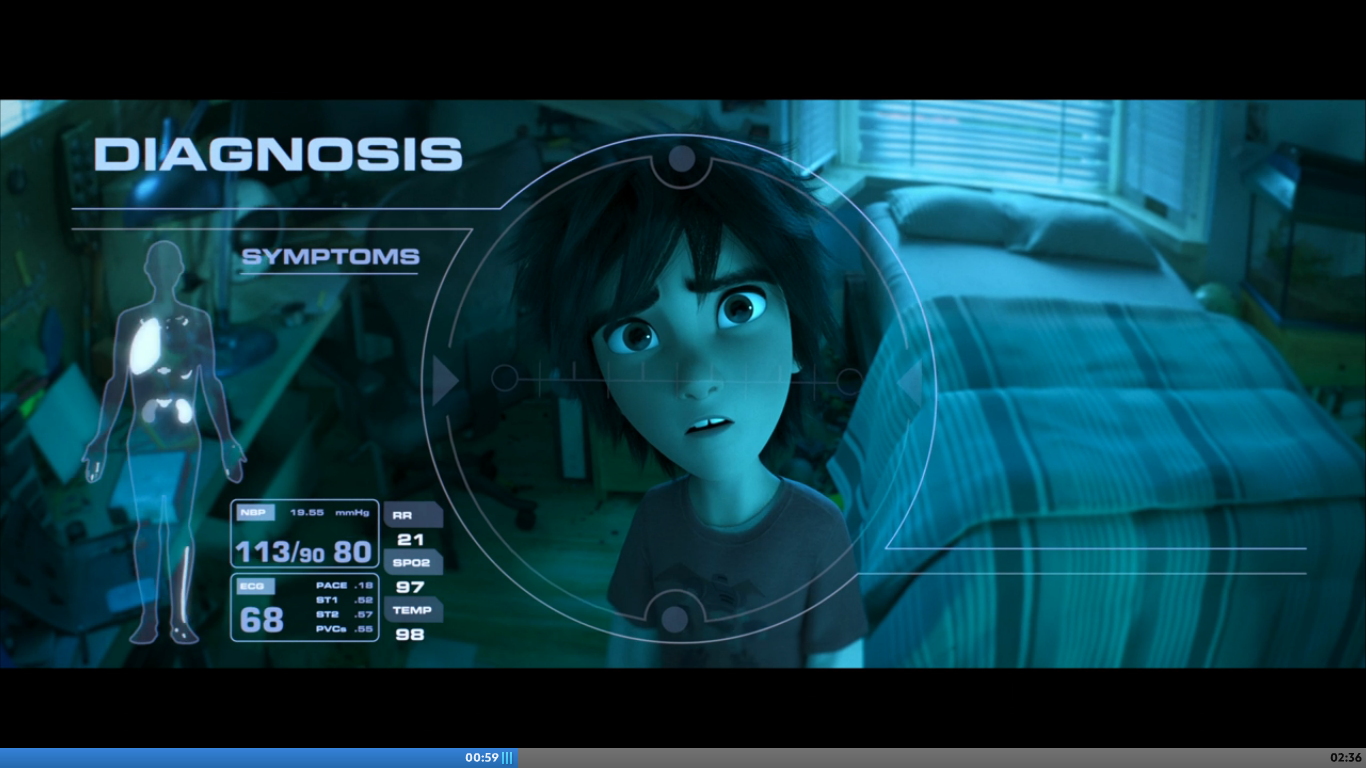 DIAGNOSIS
SYMPTOMS
NBP 19.55 mmHg
113/90 80
ECG
68
PACE .18
ST1 .52
ST2 .57
PVCs .55
RR
21
SPO2
97
TEMP
98
00:59
02:36